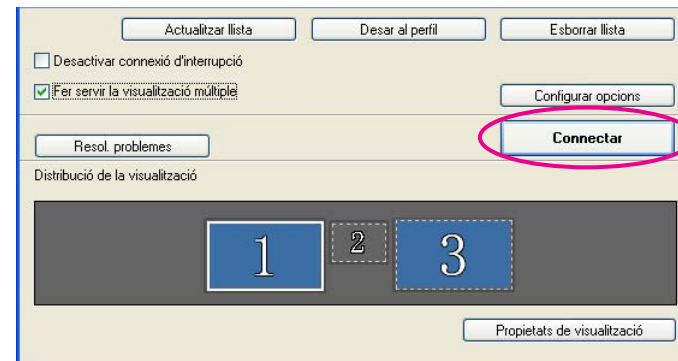 Actualitzar llista Desar al perfil Esborrar llista
Desactivar connexió d'interrupció
Fer servir la visualització múltiple
Configurar opcions
Connectar
Resol. problemes
Distribució de la visualització
1 2 3
Propietats de visualització